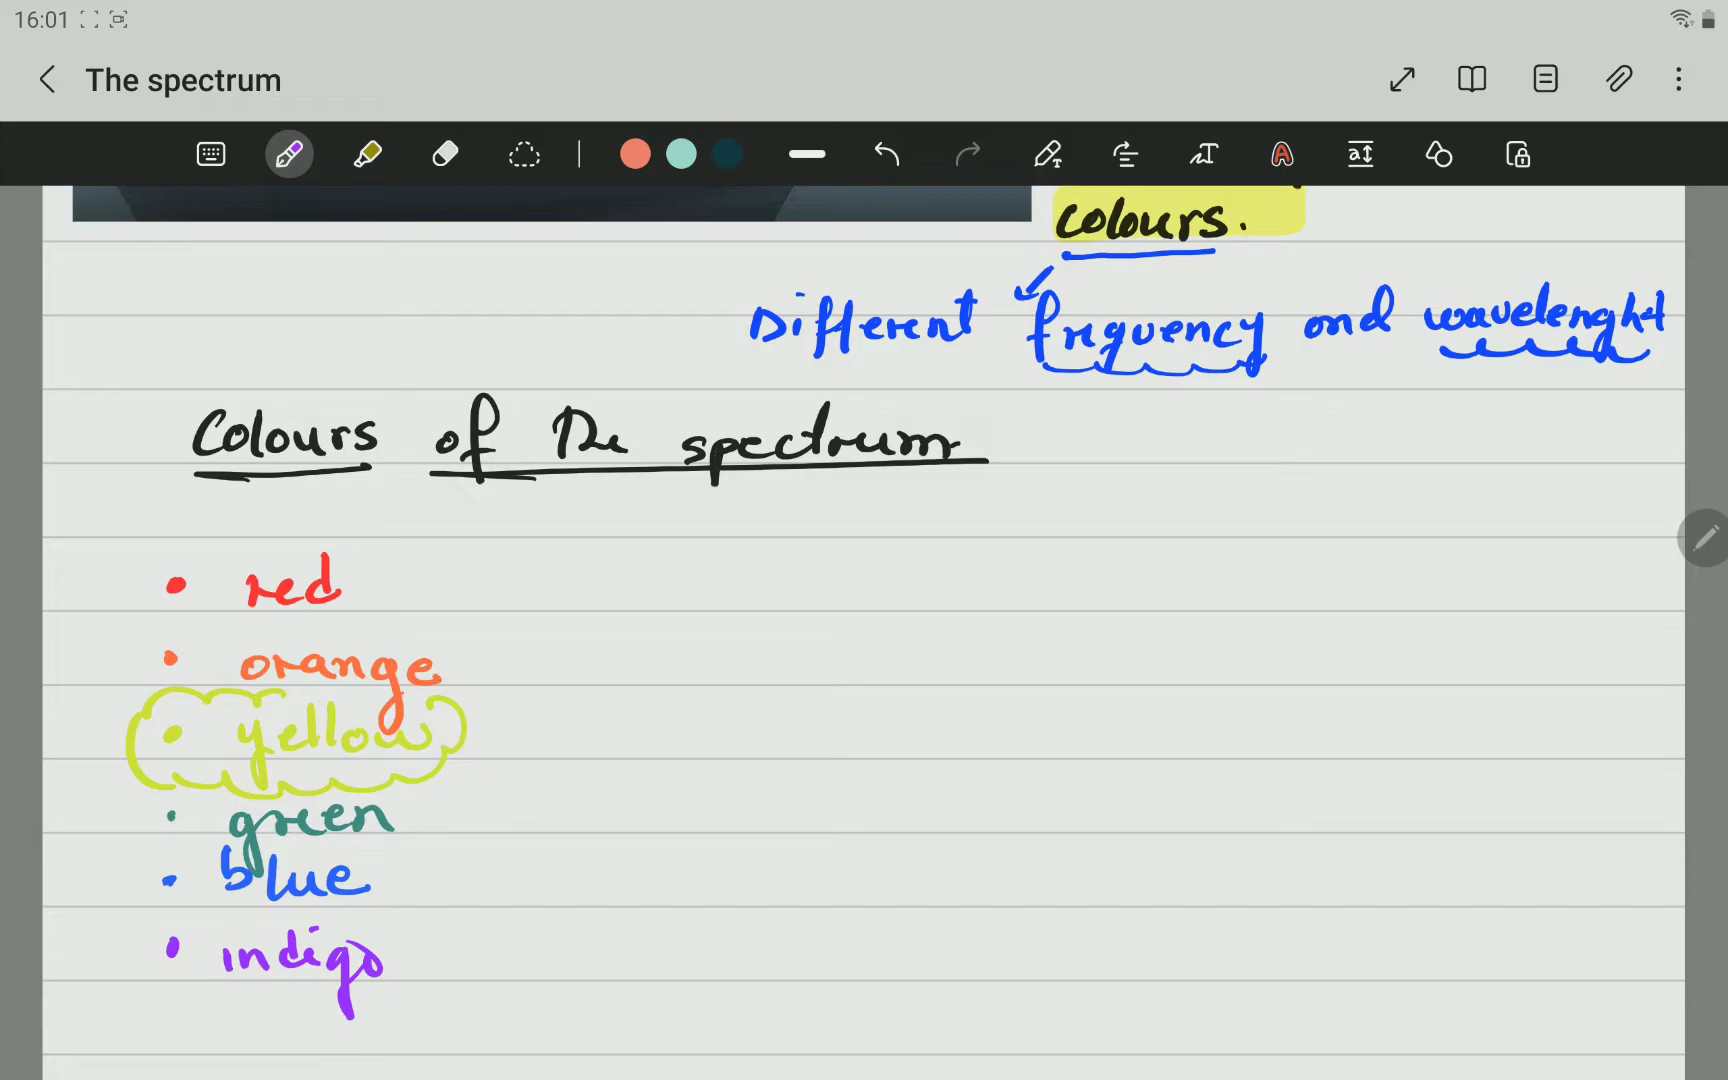 16:01
The spectrum
colours.
Different frequency and wavelenght
Colours of The spectrum
• red
• orange
• yellow
• green
• blue
• indigo